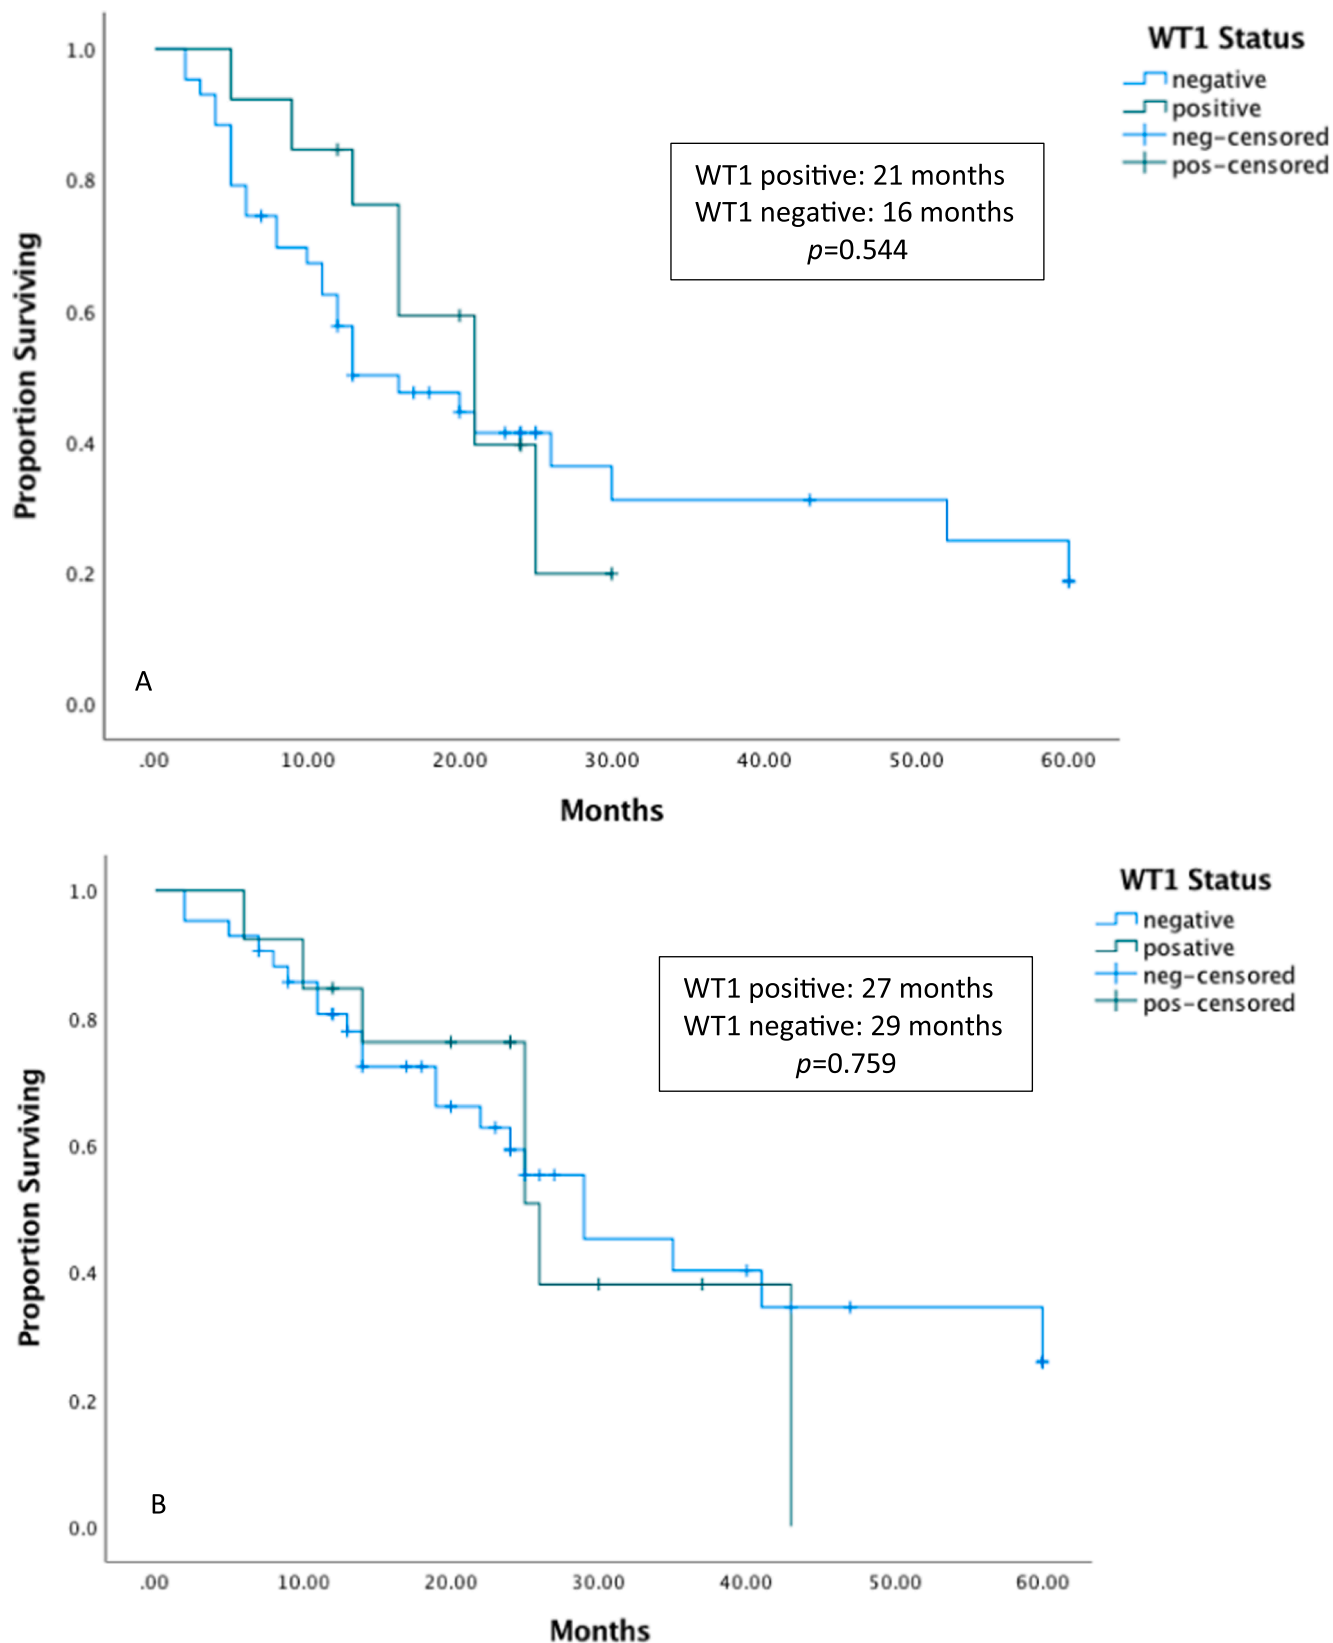 WT1 Status
negative
positive
neg-censored
pos-censored
WT1 positive: 21 months
WT1 negative: 16 months
p=0.544
Proportion Surviving
1.0
0.8
0.6
0.4
0.2
0.0
A
.00 10.00 20.00 30.00 40.00 50.00 60.00
Months
WT1 Status
negative
posative
neg-censored
pos-censored
WT1 positive: 27 months
WT1 negative: 29 months
p=0.759
Proportion Surviving
1.0
0.8
0.6
0.4
0.2
0.0
B
.00 10.00 20.00 30.00 40.00 50.00 60.00
Months